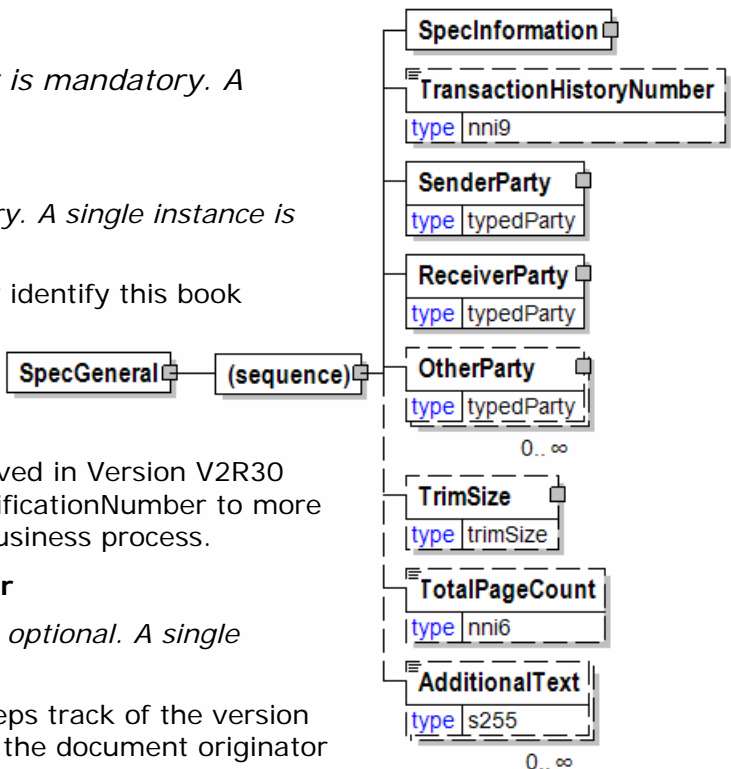 is mandatory. A
ry. A single instance is
identify this book
ved in Version V2R30
ificationNumber to more
usiness process.
r
optional. A single
eps track of the version
the document originator
SpecGeneral
(sequence)
SpecInformation
TransactionHistoryNumber
type nni9
SenderParty
type typedParty
ReceiverParty
type typedParty
OtherParty
type typedParty
0..∞
TrimSize
type trimSize
TotalPageCount
type nni6
AdditionalText
type s255
0..∞